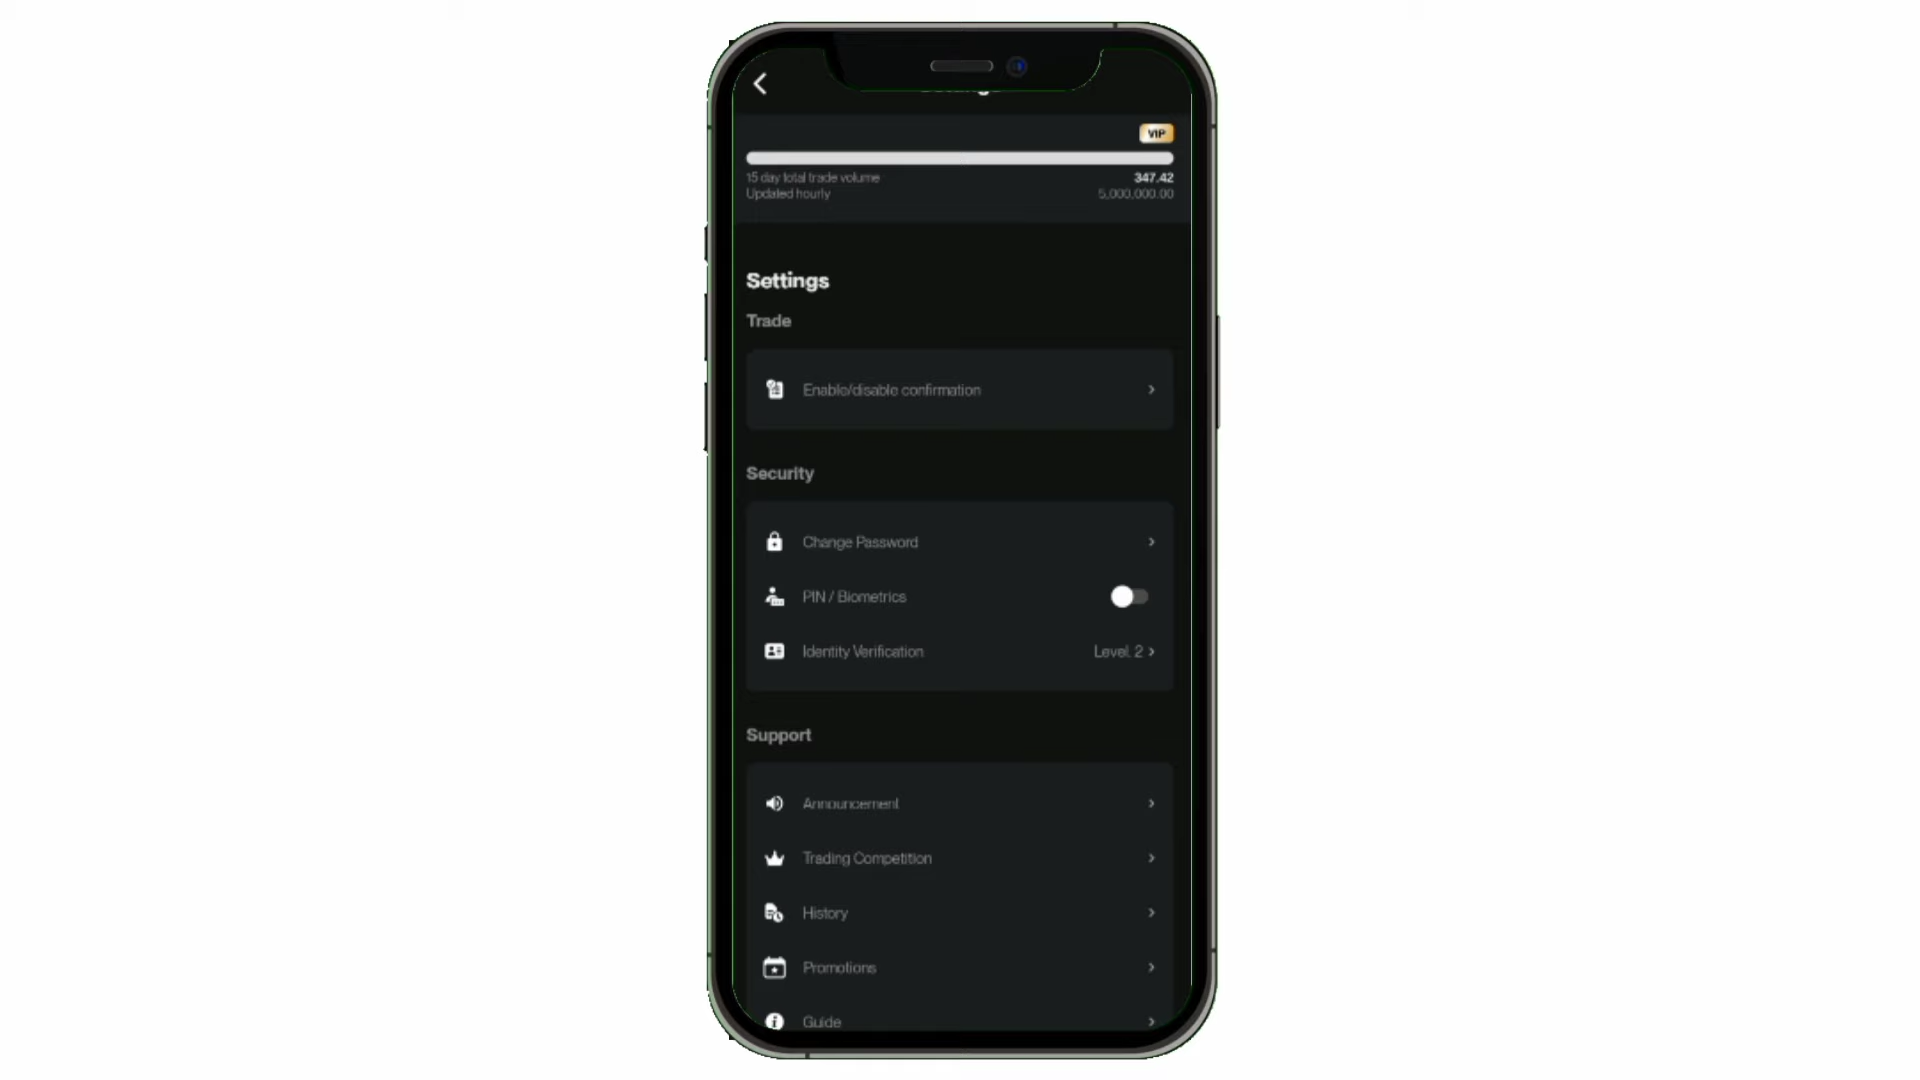 VIP
15 day total trade volume 347.42
Updated hourly 5,000,000.00
Settings
Trade
Enable/disable confirmation
Security
Change Password
PIN / Biometrics
Identity Verification Level 2
Support
Announcement
Trading Competition
History
Promotions
Guide